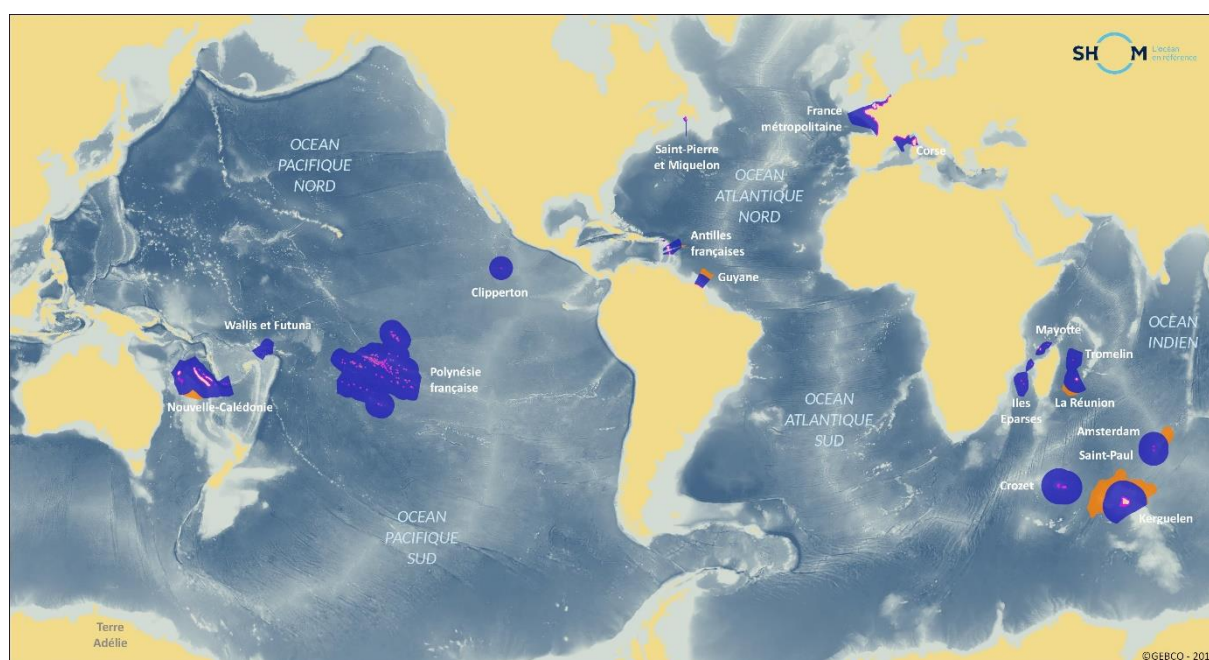 SHOM
L'océan
en référence
France
métropolitaine
Corse
Saint-Pierre
et Miquelon
OCEAN
PACIFIQUE
NORD
OCEAN
ATLANTIQUE
NORD
Antilles
françaises
Guyane
Clipperton
Wallis et Futuna
Polynésie
française
Nouvelle-Calédonie
Mayotte
OCEAN
INDIEN
Tromelin
Iles
Eparses
La Réunion
OCEAN
ATLANTIQUE
SUD
Amsterdam
Saint-Paul
Crozet
Kerguelen
OCEAN
PACIFIQUE
SUD
Terre
Adélie
©GEBCO - 201